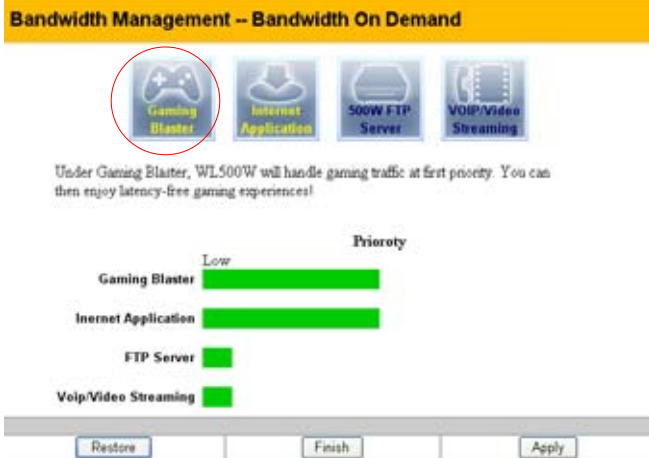 Bandwidth Management -- Bandwidth On Demand
Gaming Blaster
Internet Application
500W FTP Server
VOIP/Video Streaming
Under Gaming Blaster, WL500W will handle gaming traffic at first priority. You can
then enjoy latency-free gaming experiences!
Prioroty
Low
Gaming Blaster
Inernet Application
FTP Server
Voip/Video Streaming
Restore
Finish
Apply